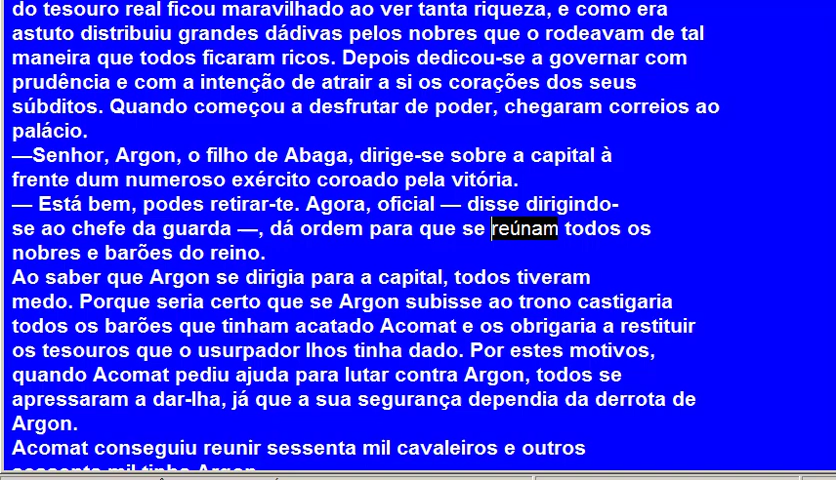 do tesouro real ficou maravilhado ao ver tanta riqueza, e como era
astuto distribuiu grandes dádivas pelos nobres que o rodeavam de tal
maneira que todos ficaram ricos. Depois dedicou-se a governar com
prudência e com a intenção de atrair a si os corações dos seus
súbditos. Quando começou a desfrutar de poder, chegaram correios ao
palácio.
—Senhor, Argon, o filho de Abaga, dirige-se sobre a capital à
frente dum numeroso exército coroado pela vitória.
— Está bem, podes retirar-te. Agora, oficial — disse dirigindo-
se ao chefe da guarda —, dá ordem para que se reúnam todos os
nobres e barões do reino.
Ao saber que Argon se dirigia para a capital, todos tiveram
medo. Porque seria certo que se Argon subisse ao trono castigaria
todos os barões que tinham acatado Acomat e os obrigaria a restituir
os tesouros que o usurpador lhos tinha dado. Por estes motivos,
quando Acomat pediu ajuda para lutar contra Argon, todos se
apressaram a dar-lha, já que a sua segurança dependia da derrota de
Argon.
Acomat conseguiu reunir sessenta mil cavaleiros e outros
sessenta mil tinha Argon